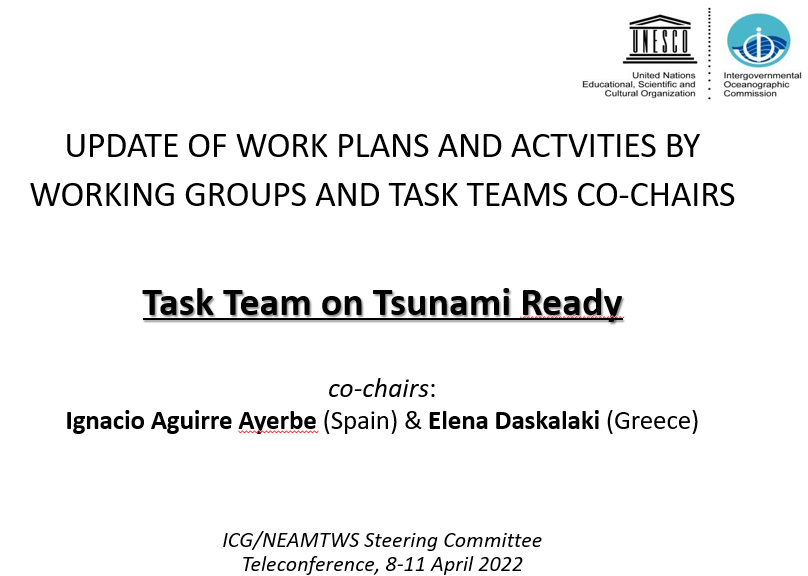 UNESCO
United Nations
Educational, Scientific and
Cultural Organization
Intergovernmental
Oceanographic
Commission
UPDATE OF WORK PLANS AND ACTVITIES BY
WORKING GROUPS AND TASK TEAMS CO-CHAIRS
Task Team on Tsunami Ready
co-chairs:
Ignacio Aguirre Ayerbe (Spain) & Elena Daskalaki (Greece)
ICG/NEAMTWS Steering Committee
Teleconference, 8-11 April 2022